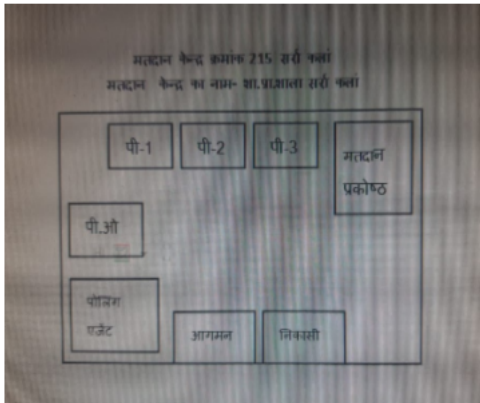 मतदान केन्द्र क्रमांक 215 सर्रा कलां
मतदान केन्द्र का नाम- शा.प्रा.शाला सर्रा कलां
पी-1
पी-2
पी-3
मतदान
प्रकोष्ठ
पी.ओ
पोलिंग
एजेंट
आगमन
निकासी